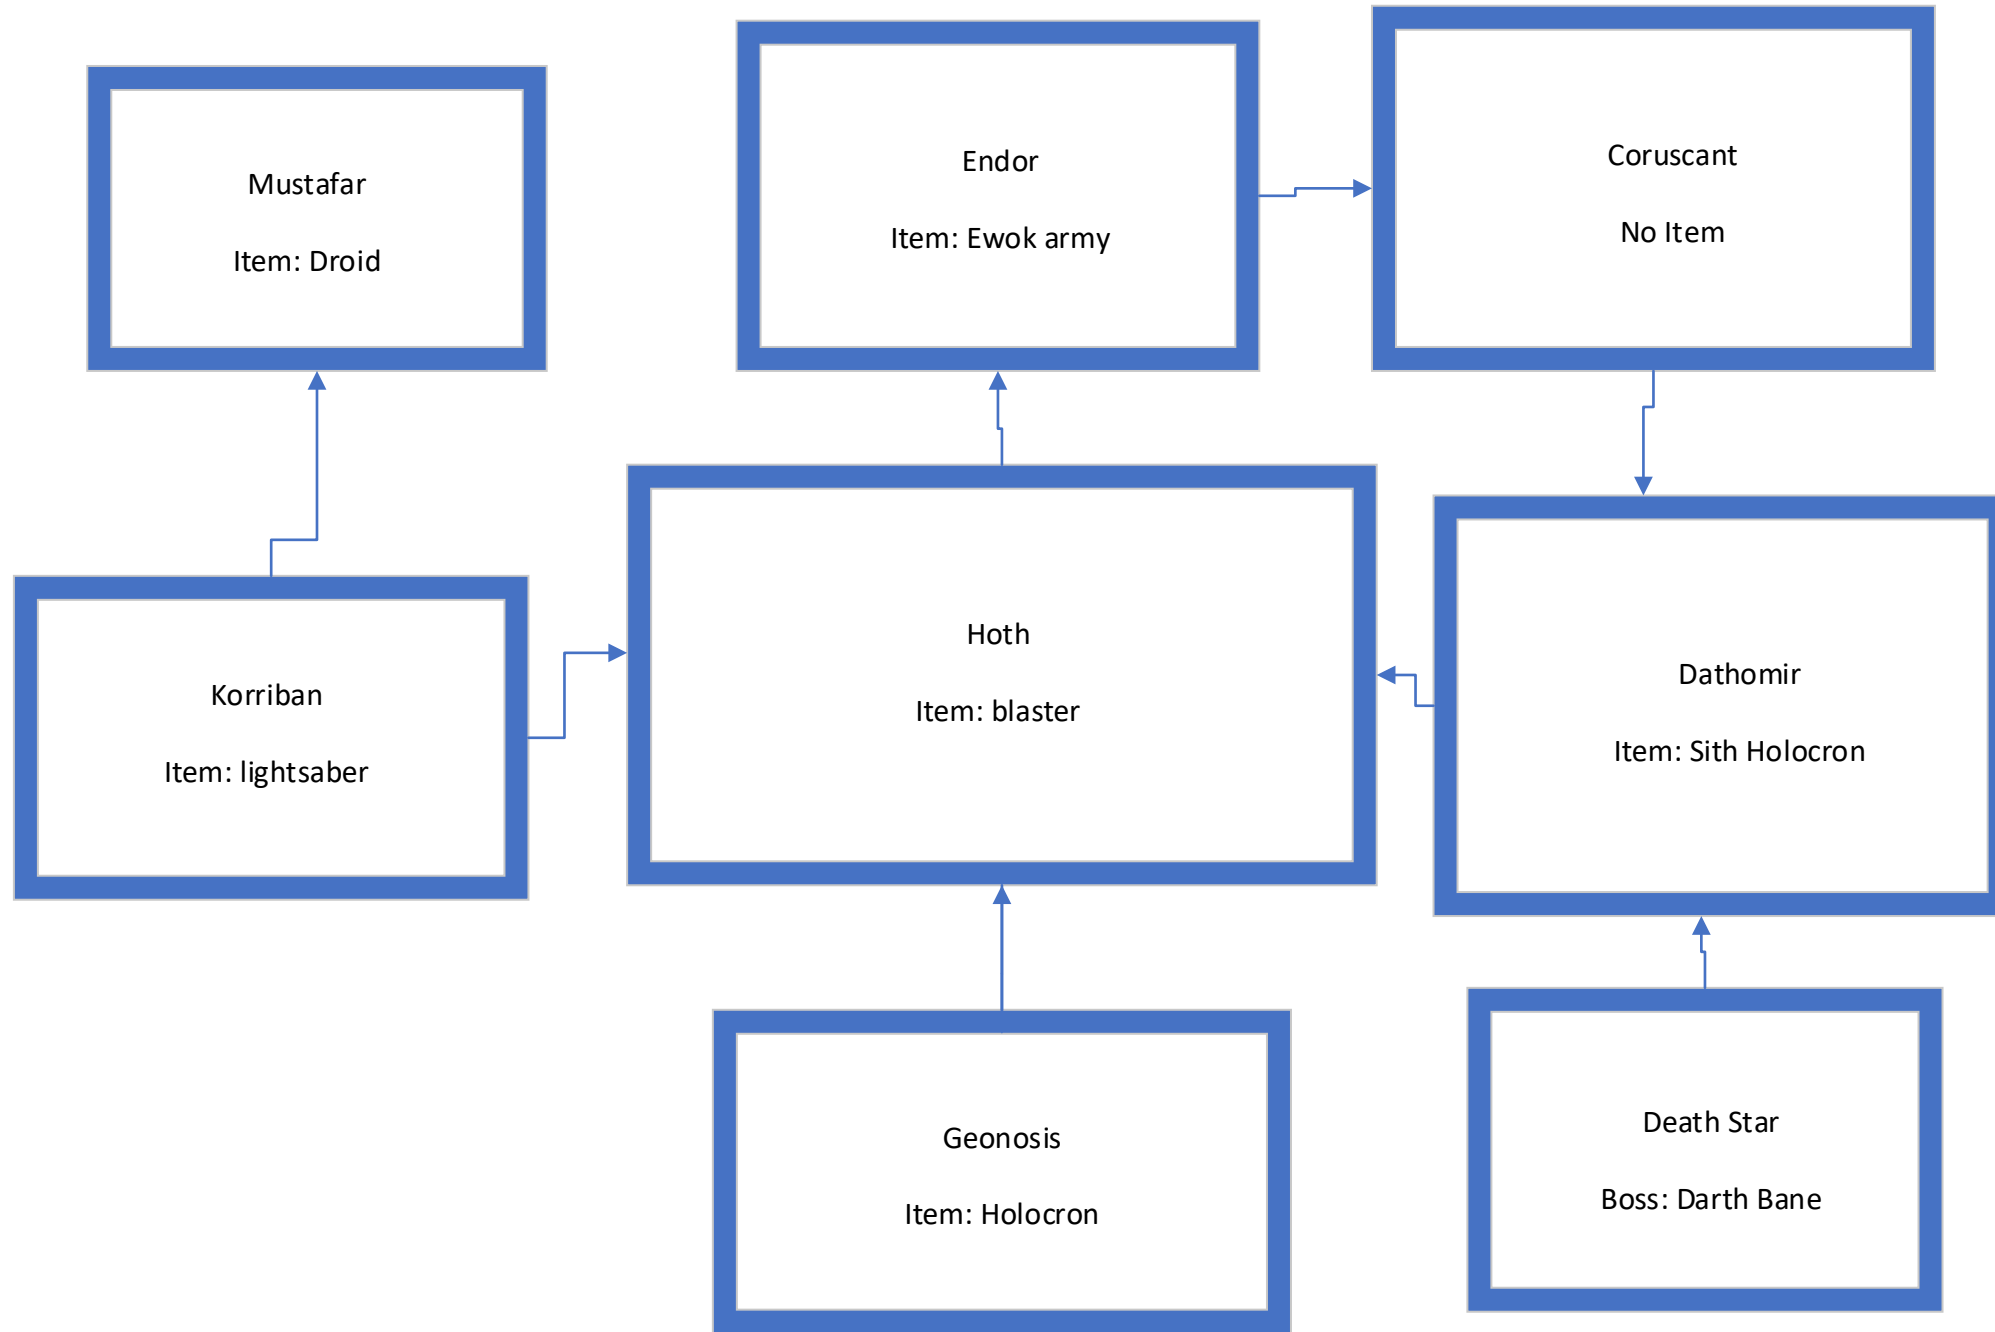 Mustafar
Item: Droid
Endor
Item: Ewok army
Coruscant
No Item
Korriban
Item: lightsaber
Hoth
Item: blaster
Dathomir
Item: Sith Holocron
Geonosis
Item: Holocron
Death Star
Boss: Darth Bane